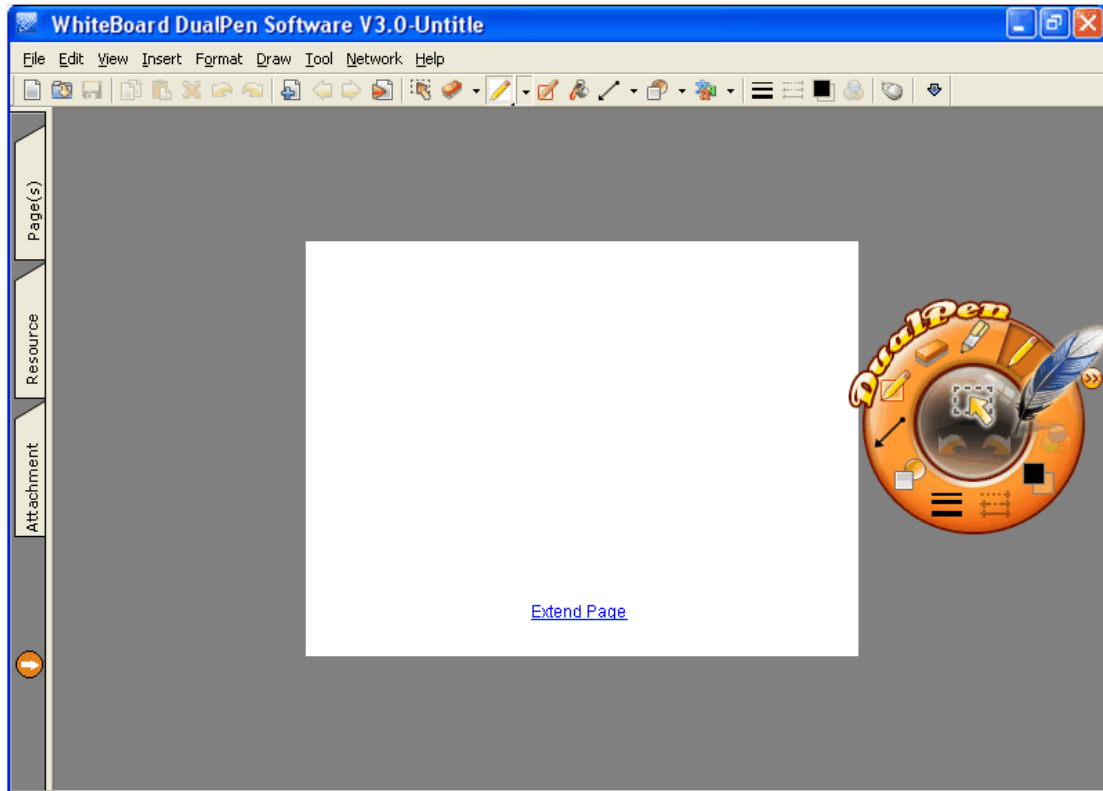 WhiteBoard DualPen Software V3.0-Untitle
File Edit View Insert Format Draw Tool Network Help
Page(s)
Resource
Attachment
DualPen
Extend Page